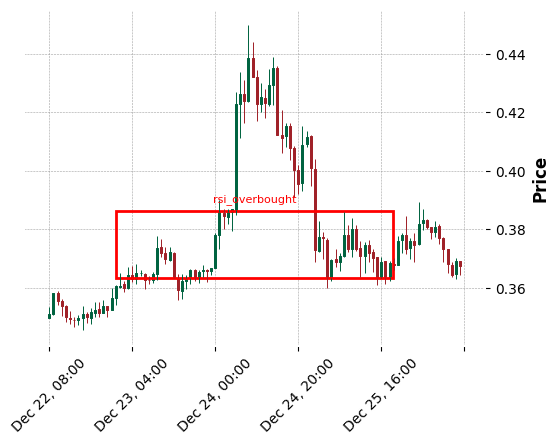 rsi_overbought
0.44
0.42
0.40
0.38
0.36
Price
Dec 22, 08:00
Dec 23, 04:00
Dec 24, 00:00
Dec 24, 20:00
Dec 25, 16:00